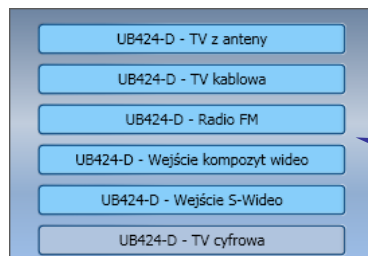 UB424-D - TV z anteny
UB424-D - TV kablowa
UB424-D - Radio FM
UB424-D - Wejście kompozyt wideo
UB424-D - Wejście S-Wideo
UB424-D - TV cyfrowa